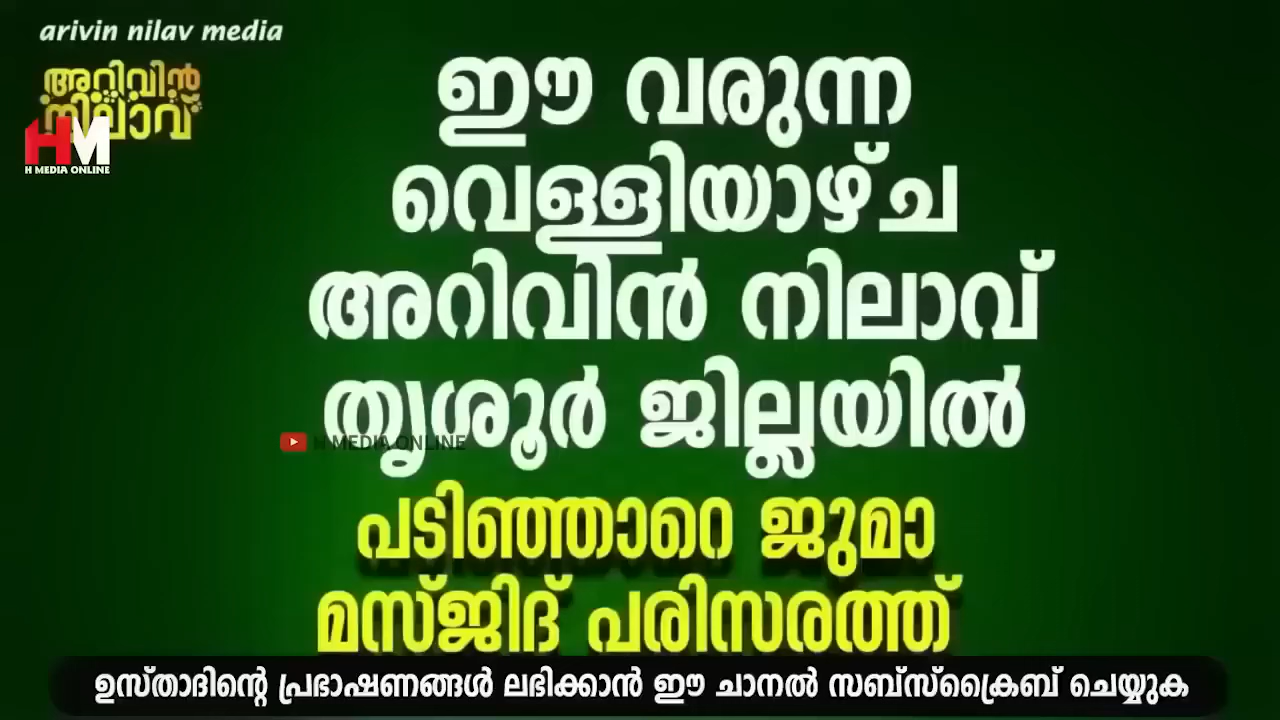 arivin nilav media
അറിവിൻ
നിലാവ്
HM
H MEDIA ONLINE
ഈ വരുന്ന
വെള്ളിയാഴ്ച
അറിവിൻ നിലാവ്
തൃശൂർ ജില്ലയിൽ
H MEDIA ONLINE
പടിഞ്ഞാറെ ജുമാ
മസ്ജിദ് പരിസരത്ത്
ഉസ്താദിന്റെ പ്രഭാഷണങ്ങൾ ലഭിക്കാൻ ഈ ചാനൽ സബ്സ്ക്രൈബ് ചെയ്യുക